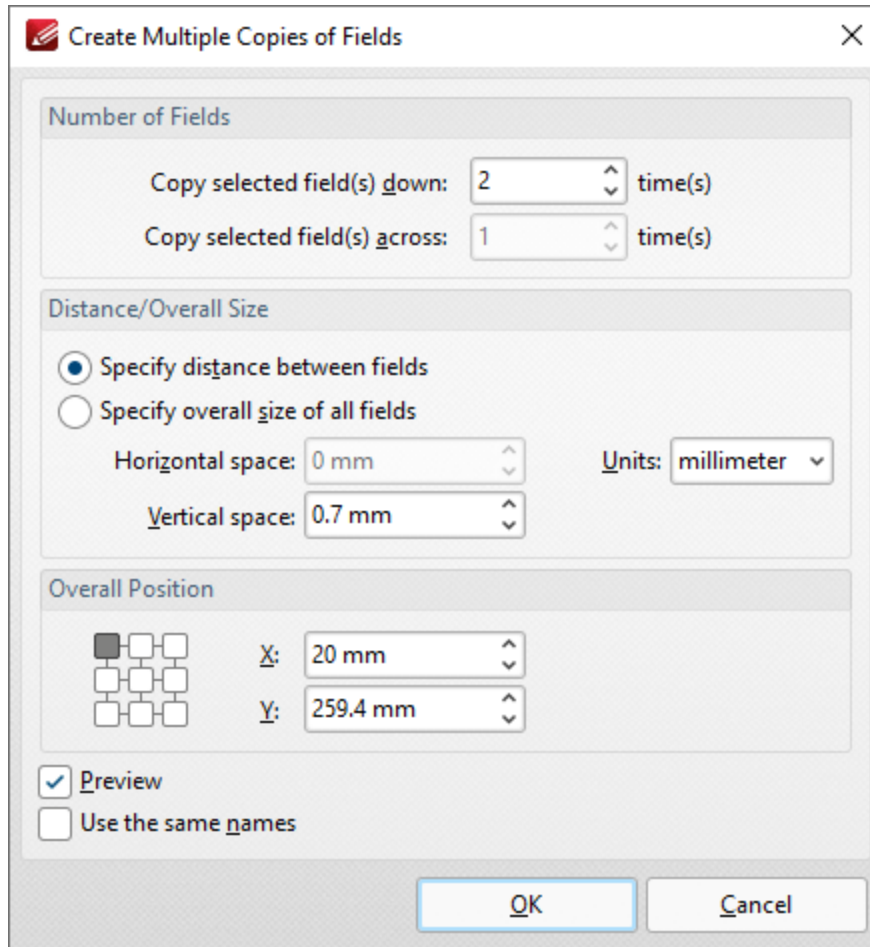 Create Multiple Copies of Fields
Number of Fields
Copy selected field(s) down: 2 time(s)
Copy selected field(s) across: 1 time(s)
Distance/Overall Size
Specify distance between fields
Specify overall size of all fields
Horizontal space: 0 mm Units: millimeter
Vertical space: 0.7 mm
Overall Position
X: 20 mm
Y: 259.4 mm
Preview
Use the same names
OK Cancel